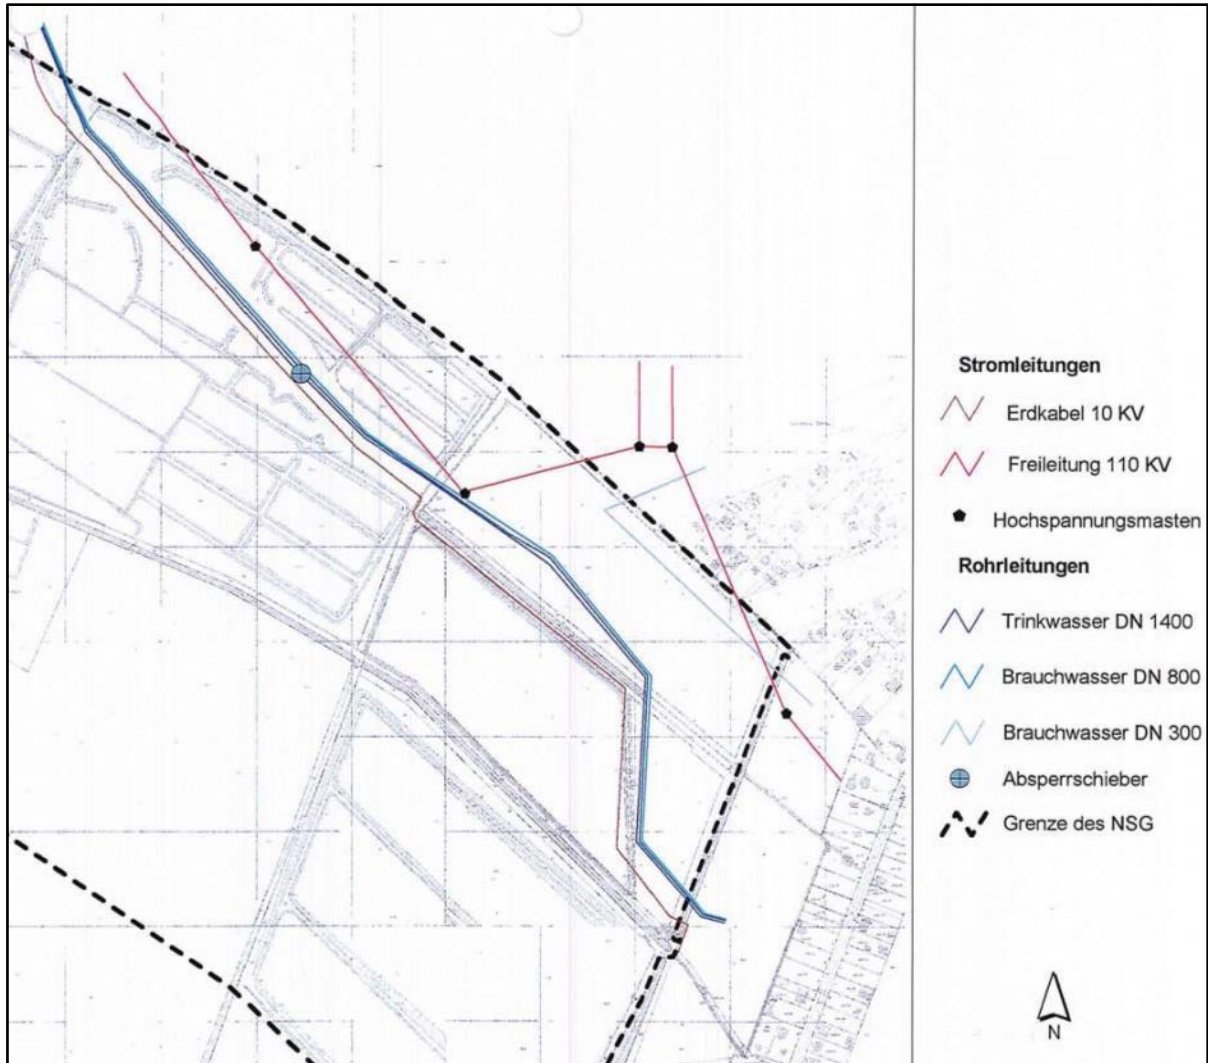 Stromleitungen
Erdkabel 10 KV
Freileitung 110 KV
Hochspannungsmasten
Rohrleitungen
Trinkwasser DN 1400
Brauchwasser DN 800
Brauchwasser DN 300
Absperrschieber
Grenze des NSG
N